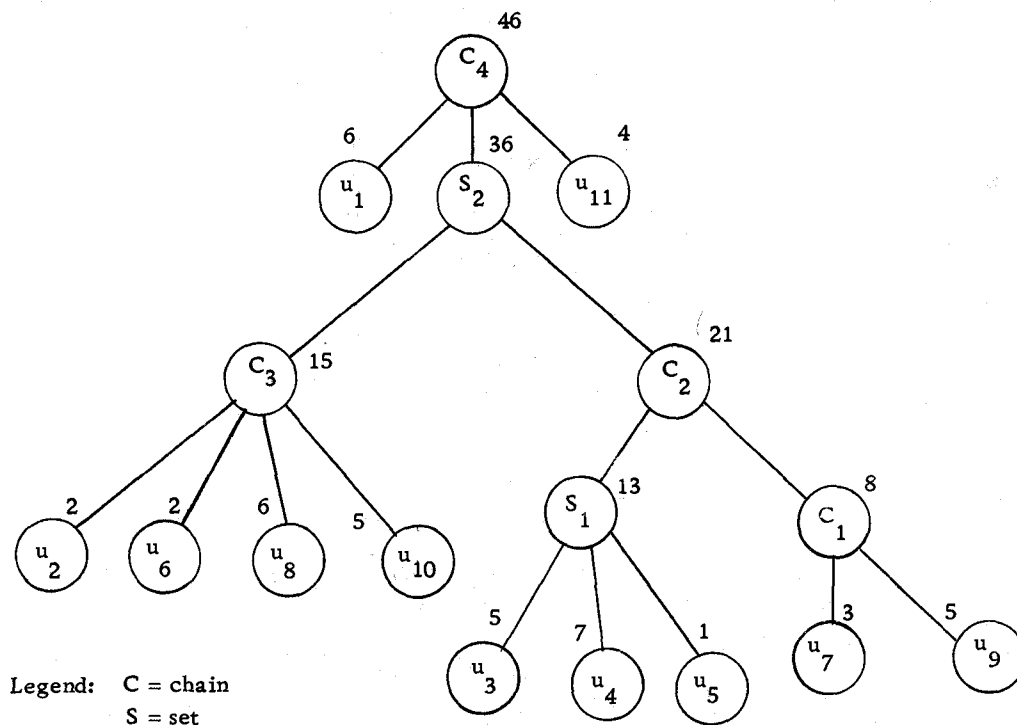 46
C4
6 36 4
u1 S2 u11
21
C3 15 C2
2 2 6 5 S1 13 8
C1
u2 u6 u8 u10
5 7 1 3 5
u3 u4 u5 u7 u9
Legend: C = chain
S = set